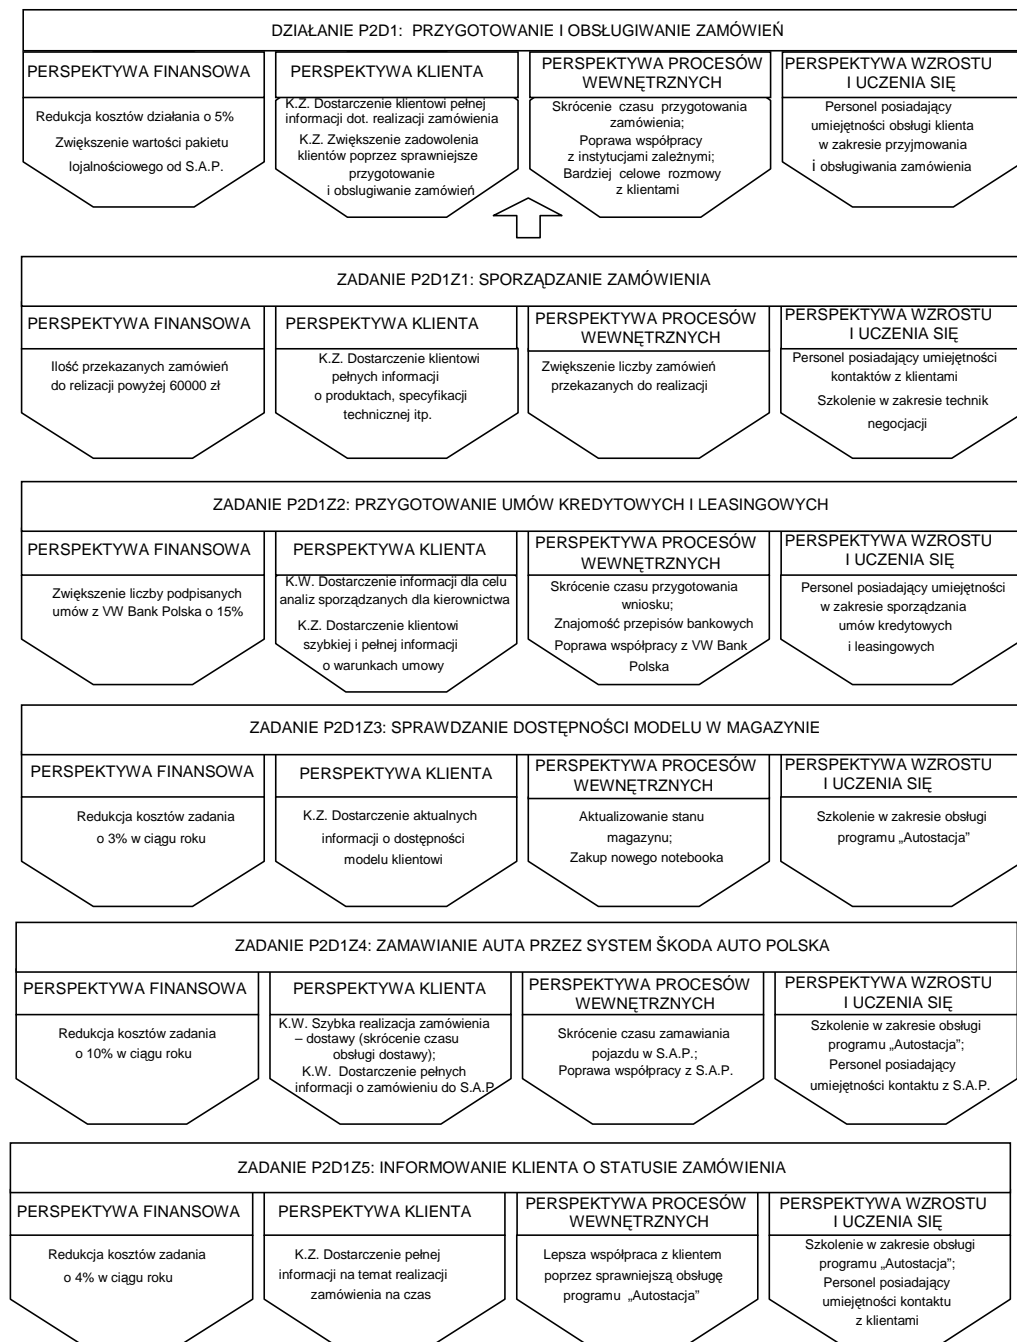 DZIAŁANIE P2D1: PRZYGOTOWANIE I OBSŁUGIWANIE ZAMÓWIEŃ
PERSPEKTYWA FINANSOWA
Redukcja kosztów działania o 5%
Zwiększenie wartości pakietu
lojalnościowego od S.A.P.
PERSPEKTYWA KLIENTA
K.Z. Dostarczenie klientowi pełnej
informacji dot. realizacji zamówienia
K.Z. Zwiększenie zadowolenia
klientów poprzez sprawniejsze
przygotowanie
i obslugiwanie zamówień
PERSPEKTYWA PROCESÓW
WEWNĘTRZNYCH
Skrócenie czasu przygotowania
zamówienia;
Poprawa współpracy
z instytucjami zależnymi;
Bardziej celowe rozmowy
z klientami
PERSPEKTYWA WZROSTU
I UCZENIA SIĘ
Personel posiadający
umiejętności obsługi klienta
w zakresie przyjmowania
i obsługiwania zamówienia
ZADANIE P2D1Z1: SPORZĄDZANIE ZAMÓWIENIA
PERSPEKTYWA FINANSOWA
Ilość przekazanych zamówień
do relizacji powyżej 60000 zł
PERSPEKTYWA KLIENTA
K.Z. Dostarczenie klientowi
pełnych informacji
o produktach, specyfikacji
technicznej itp.
PERSPEKTYWA PROCESÓW
WEWNĘTRZNYCH
Zwiększenie liczby zamówień
przekazanych do realizacji
PERSPEKTYWA WZROSTU
I UCZENIA SIĘ
Personel posiadający umiejętności
kontaktów z klientami
Szkolenie w zakresie technik
negocjacji
ZADANIE P2D1Z2: PRZYGOTOWANIE UMÓW KREDYTOWYCH I LEASINGOWYCH
PERSPEKTYWA FINANSOWA
Zwiększenie liczby podpisanych
umów z VW Bank Polska o 15%
PERSPEKTYWA KLIENTA
K.W. Dostarczenie informacji dla celu
analiz sporządzanych dla kierownictwa
K.Z. Dostarczenie klientowi
szybkiej i pełnej informacji
o warunkach umowy
PERSPEKTYWA PROCESÓW
WEWNĘTRZNYCH
Skrócenie czasu przygotowania
wniosku;
Znajomość przepisów bankowych
Poprawa współpracy z VW Bank
Polska
PERSPEKTYWA WZROSTU
I UCZENIA SIĘ
Personel posiadający umiejętności
w zakresie sporządzania
umów kredytowych
i leasingowych
ZADANIE P2D1Z3: SPRAWDZANIE DOSTĘPNOŚCI MODELU W MAGAZYNIE
PERSPEKTYWA FINANSOWA
Redukcja kosztów zadania
o 3% w ciągu roku
PERSPEKTYWA KLIENTA
K.Z. Dostarczenie aktualnych
informacji o dostępności
modelu klientowi
PERSPEKTYWA PROCESÓW
WEWNĘTRZNYCH
Aktualizowanie stanu
magazynu;
Zakup nowego notebooka
PERSPEKTYWA WZROSTU
I UCZENIA SIĘ
Szkolenie w zakresie obsługi
programu „Autostacja”
ZADANIE P2D1Z4: ZAMAWIANIE AUTA PRZEZ SYSTEM ŠKODA AUTO POLSKA
PERSPEKTYWA FINANSOWA
Redukcja kosztów zadania
o 10% w ciągu roku
PERSPEKTYWA KLIENTA
K.W. Szybka realizacja zamówienia
– dostawy (skrócenie czasu
obsługi dostawy);
K.W. Dostarczenie pełnych
informacji o zamówieniu do S.A.P
PERSPEKTYWA PROCESÓW
WEWNĘTRZNYCH
Skrócenie czasu zamawiania
pojazdu w S.A.P.;
Poprawa współpracy z S.A.P.
PERSPEKTYWA WZROSTU
I UCZENIA SIĘ
Szkolenie w zakresie obsługi
programu „Autostacja”;
Personel posiadający
umiejętności kontaktu z S.A.P.
ZADANIE P2D1Z5: INFORMOWANIE KLIENTA O STATUSIE ZAMÓWIENIA
PERSPEKTYWA FINANSOWA
Redukcja kosztów zadania
o 4% w ciągu roku
PERSPEKTYWA KLIENTA
K.Z. Dostarczenie pełnej
informacji na temat realizacji
zamówienia na czas
PERSPEKTYWA PROCESÓW
WEWNĘTRZNYCH
Lepsza współpraca z klientem
poprzez sprawniejszą obsługę
programu „Autostacja”
PERSPEKTYWA WZROSTU
I UCZENIA SIĘ
Szkolenie w zakresie obsługi
programu „Autostacja”;
Personel posiadający
umiejętności kontaktu
z klientami